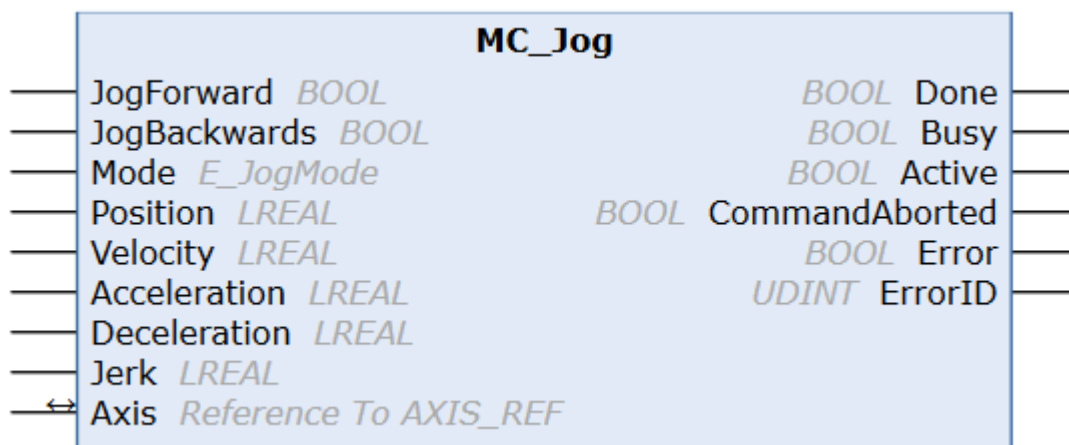 MC_Jog
JogForward BOOL BOOL Done
JogBackwards BOOL BOOL Busy
Mode E_JogMode BOOL Active
Position LREAL BOOL CommandAborted
Velocity LREAL BOOL Error
Acceleration LREAL UDINT ErrorID
Deceleration LREAL
Jerk LREAL
Axis Reference To AXIS_REF